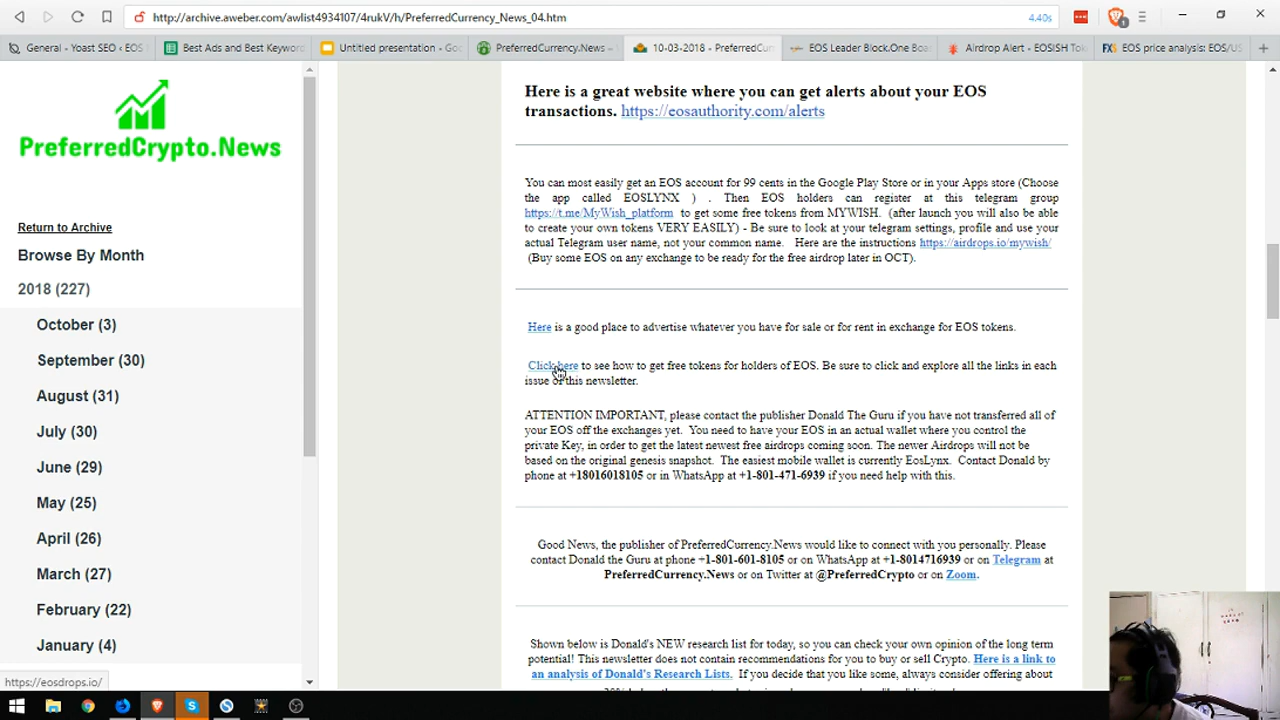 http://archive.aweber.com/awlist4934107/4rukV/h/PreferredCurrency_News_04.htm
4.40s
1
General - Yoast SEO ‹ EOS
Best Ads and Best Keyword
Untitled presentation - Go
PreferredCurrency.News –
10-03-2018 - PreferredCur
EOS Leader Block.One Boa
Airdrop Alert - EOSISH To
EOS price analysis: EOS/US
PreferredCrypto.News
Return to Archive
Browse By Month
2018 (227)
October (3)
September (30)
August (31)
July (30)
June (29)
May (25)
April (26)
March (27)
February (22)
January (4)
https://eosdrops.io/
Here is a great website where you can get alerts about your EOS
transactions. https://eosauthority.com/alerts
You can most easily get an EOS account for 99 cents in the Google Play Store or in your Apps store (Choose
the app called EOSLYNX ) . Then EOS holders can register at this telegram group
https://t.me/MyWish_platform to get some free tokens from MYWISH. (after launch you will also be able
to create your own tokens VERY EASILY) - Be sure to look at your telegram settings, profile and use your
actual Telegram user name, not your common name. Here are the instructions https://airdrops.io/mywish/
(Buy some EOS on any exchange to be ready for the free airdrop later in OCT).
Here is a good place to advertise whatever you have for sale or for rent in exchange for EOS tokens.
Click here to see how to get free tokens for holders of EOS. Be sure to click and explore all the links in each
issue of this newsletter.
ATTENTION IMPORTANT, please contact the publisher Donald The Guru if you have not transferred all of
your EOS off the exchanges yet. You need to have your EOS in an actual wallet where you control the
private Key, in order to get the latest newest free airdrops coming soon. The newer Airdrops will not be
based on the original genesis snapshot. The easiest mobile wallet is currently EosLynx. Contact Donald by
phone at +18016018105 or in WhatsApp at +1-801-471-6939 if you need help with this.
Good News, the publisher of PreferredCurrency.News would like to connect with you personally. Please
contact Donald the Guru at phone +1-801-601-8105 or on WhatsApp at +1-8014716939 or on Telegram at
PreferredCurrency.News or on Twitter at @PreferredCrypto or on Zoom.
Shown below is Donald's NEW research list for today, so you can check your own opinion of the long term
potential! This newsletter does not contain recommendations for you to buy or sell Crypto. Here is a link to
an analysis of Donald's Research Lists. If you decide that you like some, always consider offering about